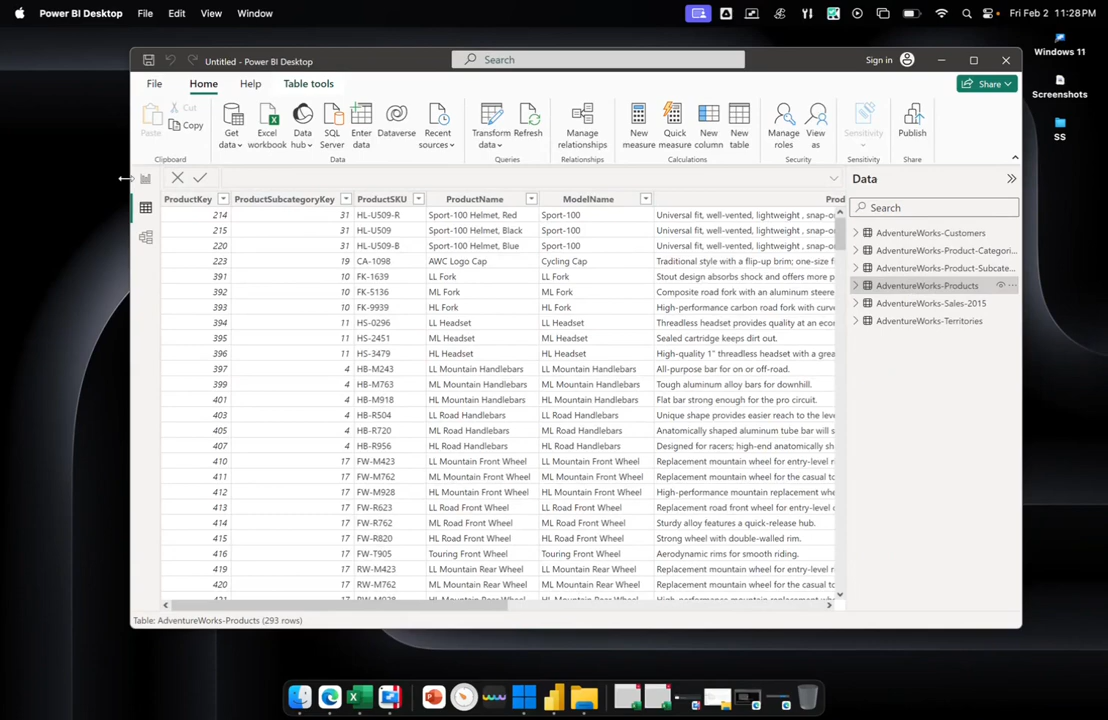 Power BI Desktop File Edit View Window Fri Feb 2 11:28PM
Windows 11
Screenshots
SS
Untitled - Power BI Desktop Search Sign in
File Home Help Table tools Share
Paste Cut Copy Get data Excel workbook Data hub SQL Server Enter data Dataverse Recent sources Transform data Refresh Manage relationships New measure Quick measure New column New table Manage roles View as Sensitivity Publish
Clipboard Data Queries Relationships Calculations Security Sensitivity Share
Data
Search
AdventureWorks-Customers
AdventureWorks-Product-Categori...
AdventureWorks-Product-Subcate...
AdventureWorks-Products
AdventureWorks-Sales-2015
AdventureWorks-Territories
ProductKey ProductSubcategoryKey ProductSKU ProductName ModelName Prod
214 31 HL-U509-R Sport-100 Helmet, Red Sport-100 Universal fit, well-vented, lightweight , snap-o
215 31 HL-U509 Sport-100 Helmet, Black Sport-100 Universal fit, well-vented, lightweight , snap-o
220 31 HL-U509-B Sport-100 Helmet, Blue Sport-100 Universal fit, well-vented, lightweight , snap-o
223 19 CA-1098 AWC Logo Cap Cycling Cap Traditional style with a flip-up brim; one-size f
391 10 FK-1639 LL Fork LL Fork Stout design absorbs shock and offers more p
392 10 FK-5136 ML Fork ML Fork Composite road fork with an aluminum steere
393 10 FK-9939 HL Fork HL Fork High-performance carbon road fork with curve
394 11 HS-0296 LL Headset LL Headset Threadless headset provides quality at an econ
395 11 HS-2451 ML Headset ML Headset Sealed cartridge keeps dirt out.
396 11 HS-3479 HL Headset HL Headset High-quality 1" threadless headset with a grea
397 4 HB-M243 LL Mountain Handlebars LL Mountain Handlebars All-purpose bar for on or off-road.
399 4 HB-M763 ML Mountain Handlebars ML Mountain Handlebars Tough aluminum alloy bars for downhill.
401 4 HB-M918 HL Mountain Handlebars HL Mountain Handlebars Flat bar strong enough for the pro circuit.
403 4 HB-R504 LL Road Handlebars LL Road Handlebars Unique shape provides easier reach to the leve
405 4 HB-R720 ML Road Handlebars ML Road Handlebars Anatomically shaped aluminum tube bar will s
407 4 HB-R956 HL Road Handlebars HL Road Handlebars Designed for racers; high-end anatomically sh
410 17 FW-M423 LL Mountain Front Wheel LL Mountain Front Wheel Replacement mountain wheel for entry-level r
411 17 FW-M762 ML Mountain Front Wheel ML Mountain Front Wheel Replacement mountain wheel for the casual to
412 17 FW-M928 HL Mountain Front Wheel HL Mountain Front Wheel High-performance mountain replacement whe
413 17 FW-R623 LL Road Front Wheel LL Road Front Wheel Replacement road front wheel for entry-level c
414 17 FW-R762 ML Road Front Wheel ML Road Front Wheel Sturdy alloy features a quick-release hub.
415 17 FW-R820 HL Road Front Wheel HL Road Front Wheel Strong wheel with double-walled rim.
416 17 FW-T905 Touring Front Wheel Touring Front Wheel Aerodynamic rims for smooth riding.
419 17 RW-M423 LL Mountain Rear Wheel LL Mountain Rear Wheel Replacement mountain wheel for entry-level r
420 17 RW-M762 ML Mountain Rear Wheel ML Mountain Rear Wheel Replacement mountain wheel for the casual to
Table: AdventureWorks-Products (293 rows)